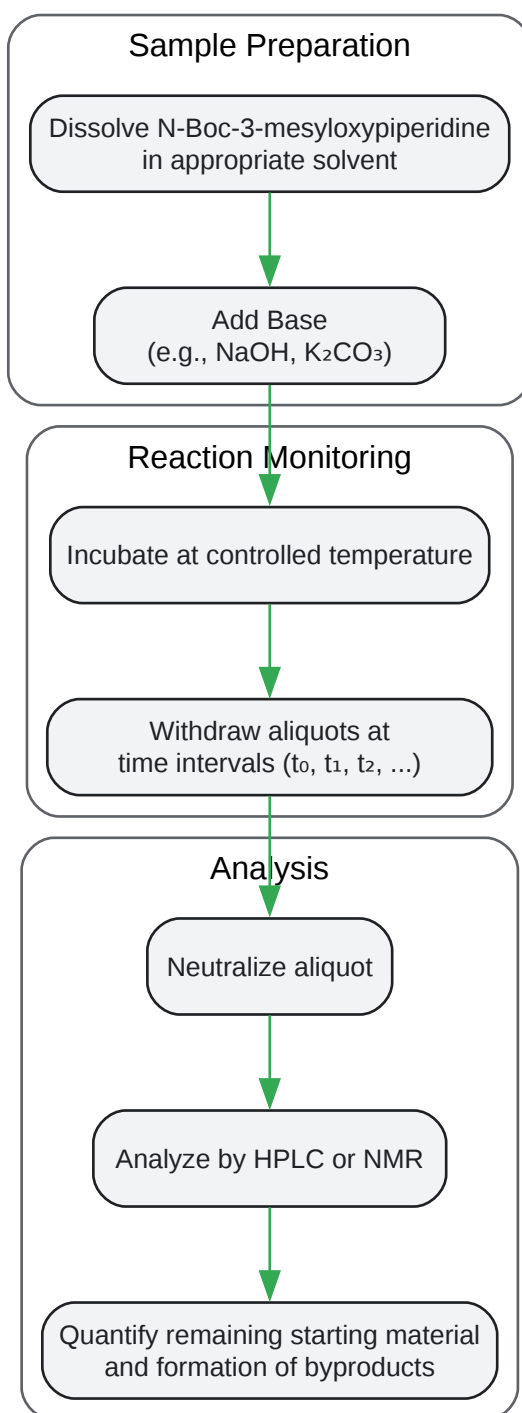 Sample Preparation
Dissolve N-Boc-3-mesyloxypiperidine
in appropriate solvent
Add Base
(e.g., NaOH, K₂CO₃)
Reaction Monitoring
Incubate at controlled temperature
Withdraw aliquots at
time intervals (t₀, t₁, t₂, ...)
Analysis
Neutralize aliquot
Analyze by HPLC or NMR
Quantify remaining starting material
and formation of byproducts